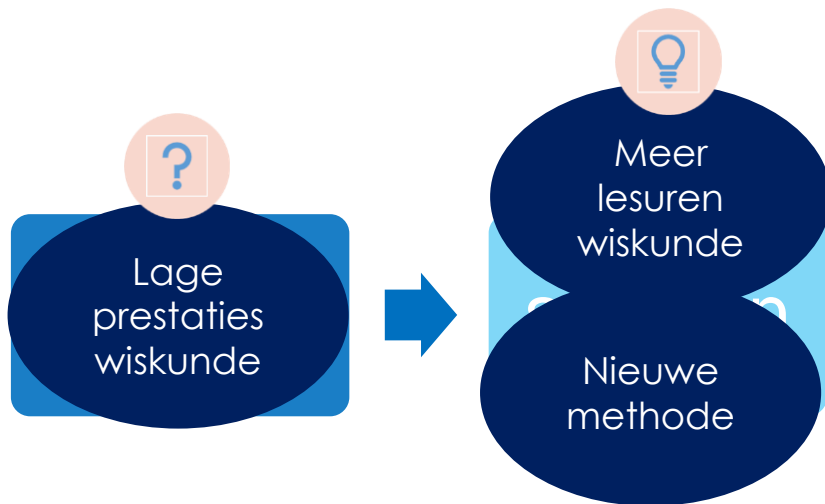 ?
Lage
prestaties
wiskunde
Meer
lesuren
wiskunde
Nieuwe
methode